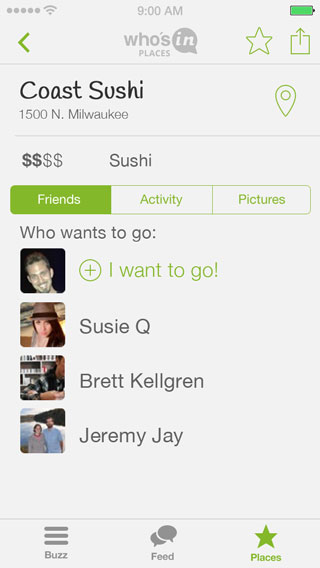 9:00 AM
who's in
PLACES
Coast Sushi
1500 N. Milwaukee
$$$$ Sushi
Friends Activity Pictures
Who wants to go:
I want to go!
Susie Q
Brett Kellgren
Jeremy Jay
Buzz Feed Places